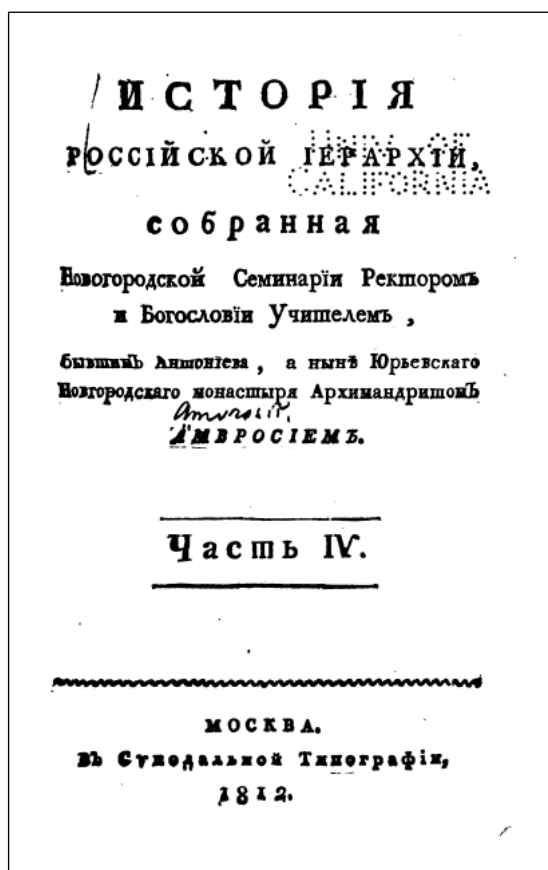 ИСТОРІЯ
РОССІЙСКОЙ ІЕРАРХІИ,
UNIV. OF
CALIFORNIA
собранная
Новогородской Семинаріи Ректоромъ
и Богословіи Учителемъ ,
бывшимъ Антоніева , а нынѣ Юрьевскаго
Новгородскаго монастыря Архимандритомъ
Amvrosii,
АМВРОСІЕМЪ.
Часть IV.
МОСКВА.
Въ Сѵнодальной Типографіи,
1812.